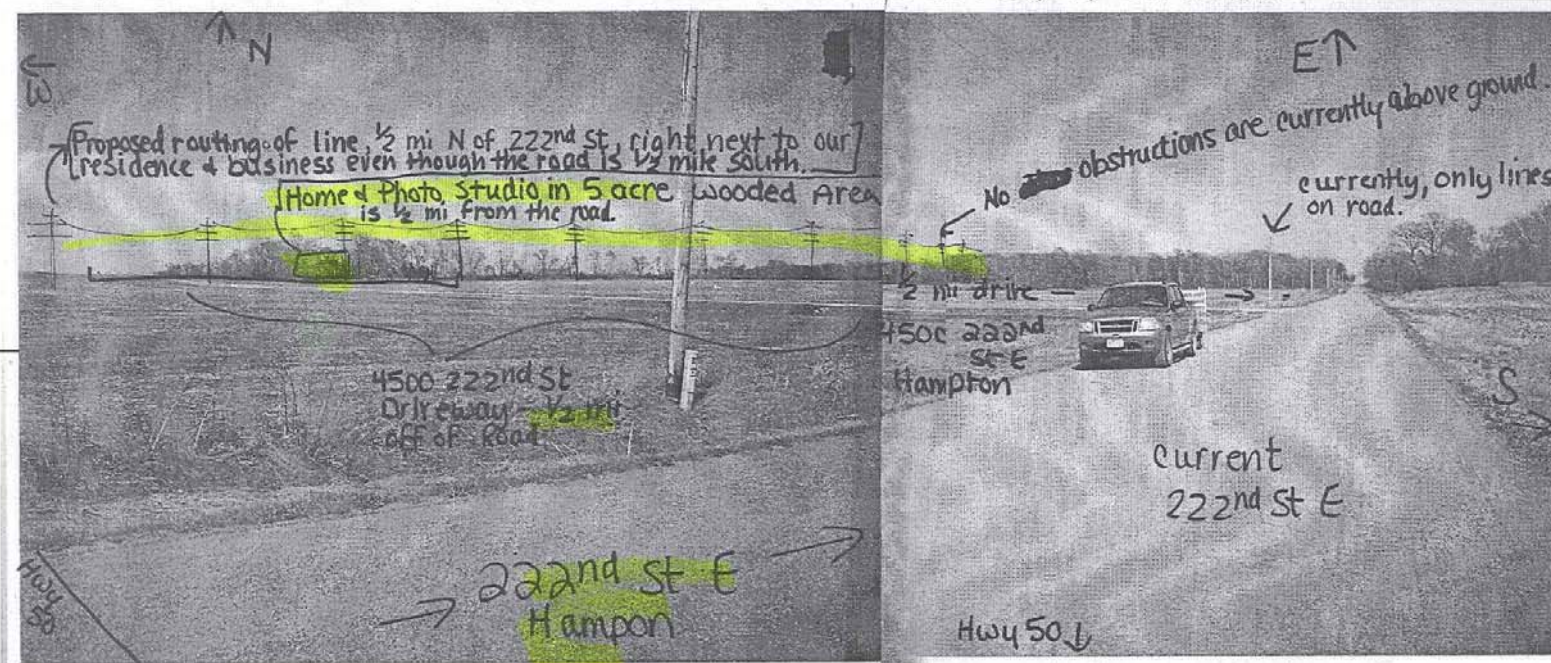 ↑ N
← W
Proposed routing of line, ½ mi N of 222nd St, right next to our
residence & business even though the road is ½ mile south.
Home & Photo Studio in 5 acre wooded Area
is ½ mi from the road.
4500 222nd St
Driveway - ½ mi
off of Road
Hwy
50
→ 222nd St E →
Hampon
E↑
No obstructions are currently above ground.
currently, only lines
on road.
½ mi drive →
450C 222nd
St E
Hampton
S
current
222nd St E
Hwy 50 ↓